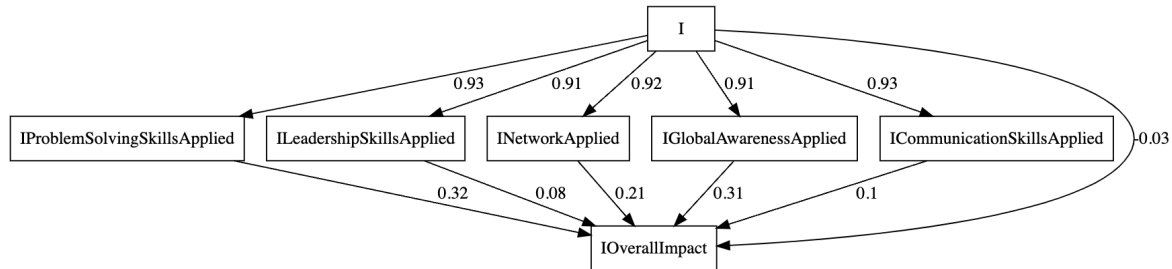 I
0.93
0.91
0.92
0.91
0.93
IProblemSolvingSkillsApplied
ILeadershipSkillsApplied
INetworkApplied
IGlobalAwarenessApplied
ICommunicationSkillsApplied
-0.03
0.32
0.08
0.21
0.31
0.1
IOverallImpact